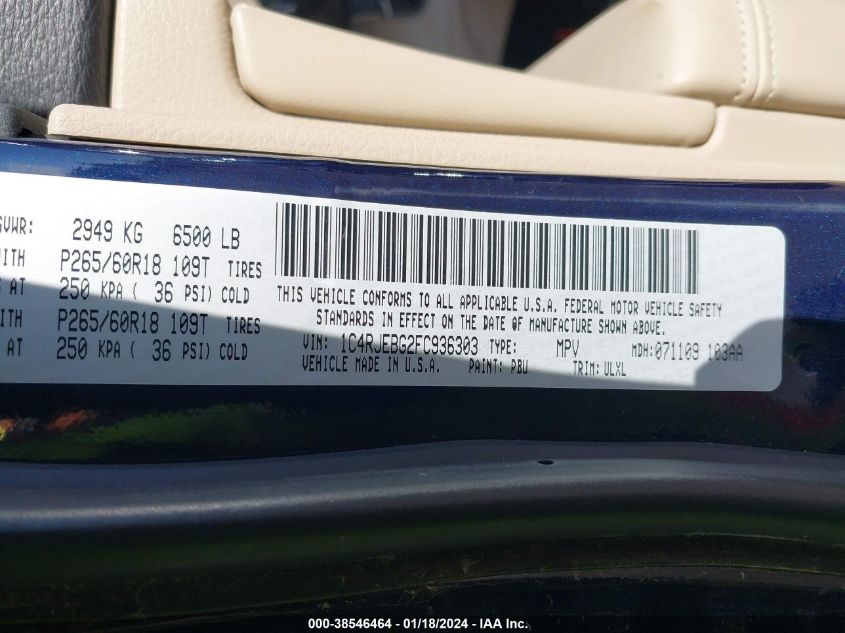 GVWR: 2949 KG 6500 LB
WITH P265/60R18 109T TIRES
AT 250 KPA ( 36 PSI) COLD
WITH P265/60R18 109T TIRES
AT 250 KPA ( 36 PSI) COLD
THIS VEHICLE CONFORMS TO ALL APPLICABLE U.S.A. FEDERAL MOTOR VEHICLE SAFETY
STANDARDS IN EFFECT ON THE DATE OF MANUFACTURE SHOWN ABOVE.
VIN: 1C4RJEBG2FC936303 TYPE: MPV MDH:071109 103AA
VEHICLE MADE IN U.S.A. PAINT: PBU TRIM:ULXL
000-38546464 - 01/18/2024 - IAA Inc.